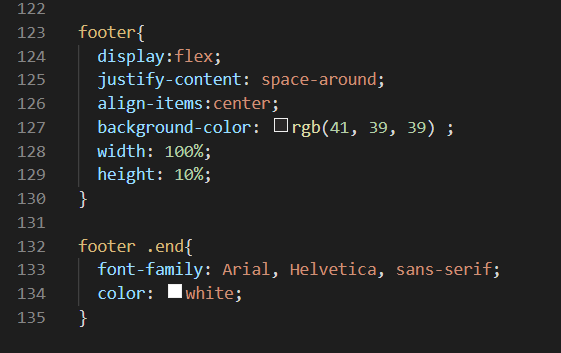 122
123 footer{
124 display:flex;
125 justify-content: space-around;
126 align-items:center;
127 background-color: rgb(41, 39, 39) ;
128 width: 100%;
129 height: 10%;
130 }
131
132 footer .end{
133 font-family: Arial, Helvetica, sans-serif;
134 color: white;
135 }